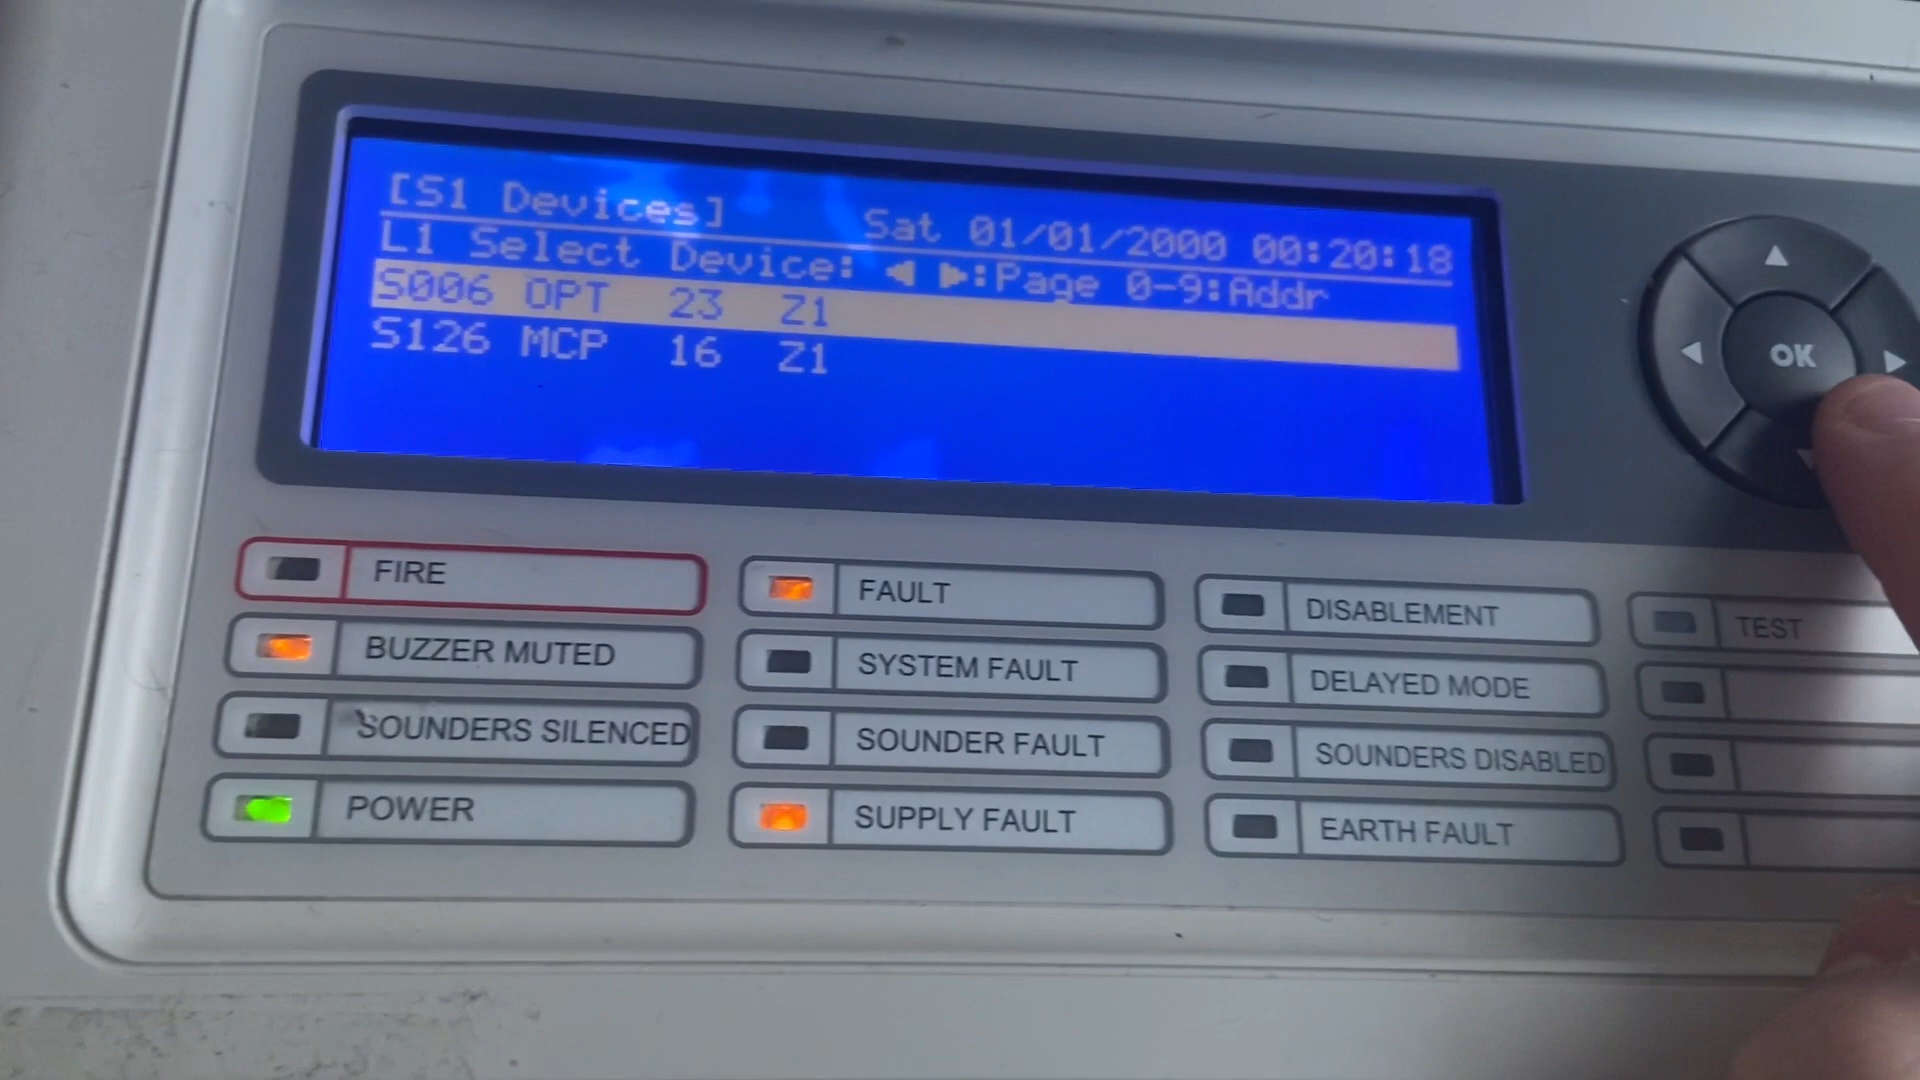 [S1 Devices] Sat 01/01/2000 00:20:18
L1 Select Device: ◄ ►:Page 0-9:Addr
S006 OPT 23 Z1
S126 MCP 16 Z1
OK
FIRE
FAULT
DISABLEMENT
TEST
BUZZER MUTED
SYSTEM FAULT
DELAYED MODE
SOUNDERS SILENCED
SOUNDER FAULT
SOUNDERS DISABLED
POWER
SUPPLY FAULT
EARTH FAULT